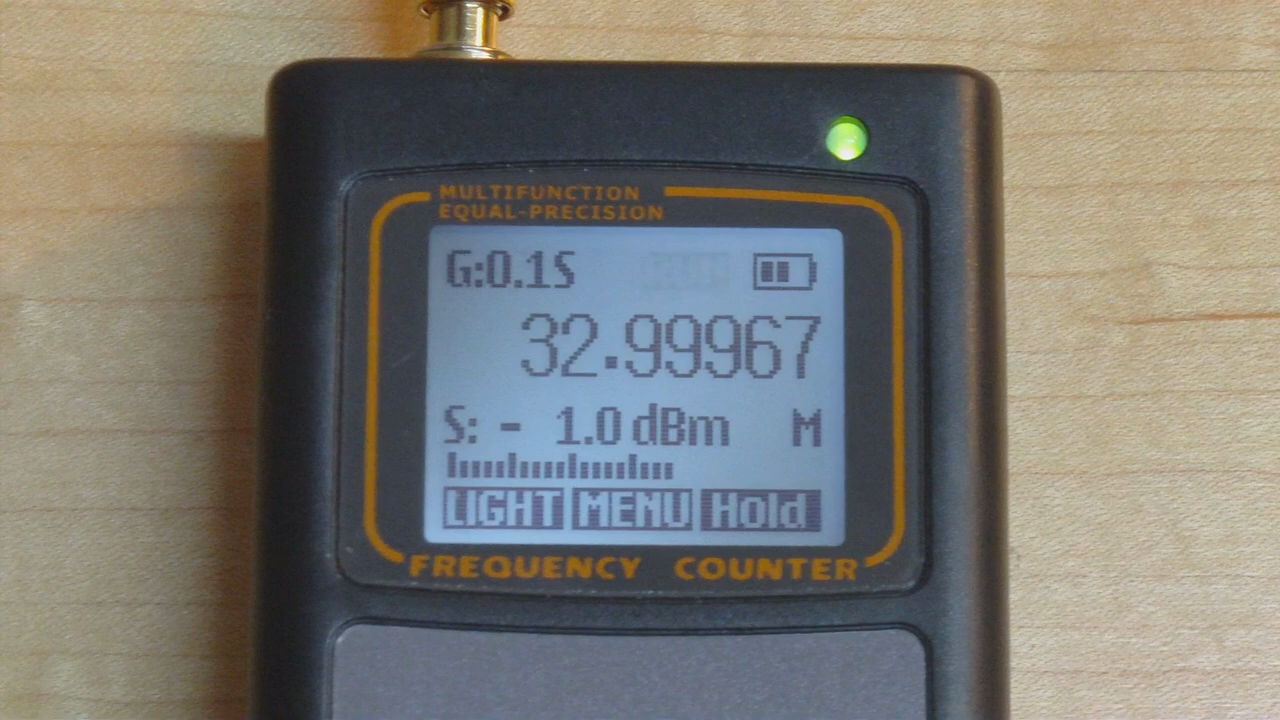 MULTIFUNCTION
EQUAL-PRECISION
G:0.1S
32.99967
S: - 1.0 dBm M
LIGHT MENU Hold
FREQUENCY COUNTER